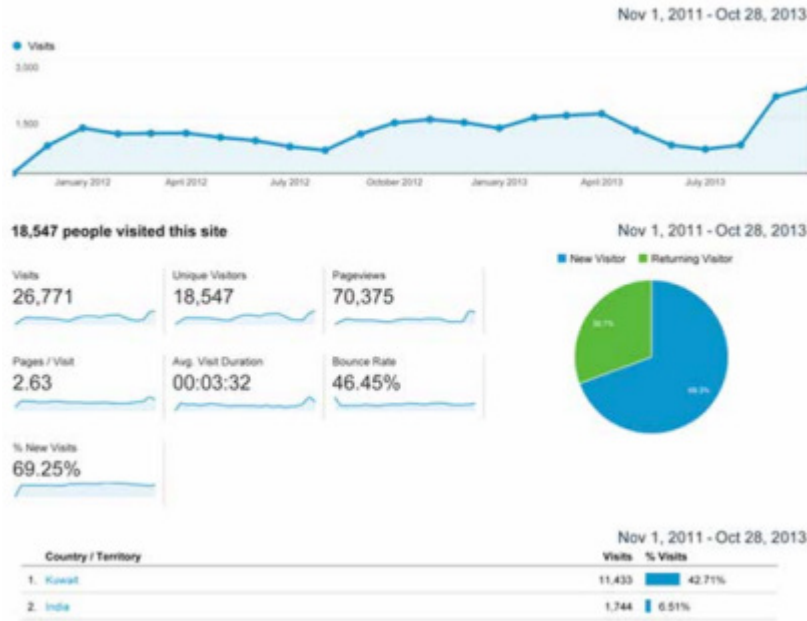 Nov 1, 2011 - Oct 28, 2013
Visits
3,000
1,500
January 2012 April 2012 July 2012 October 2012 January 2013 April 2013 July 2013
18,547 people visited this site
Nov 1, 2011 - Oct 28, 2013
New Visitor Returning Visitor
Visits Unique Visitors Pageviews
26,771 18,547 70,375
30.7%
Pages / Visit Avg. Visit Duration Bounce Rate
2.63 00:03:32 46.45%
69.3%
% New Visits
69.25%
Nov 1, 2011 - Oct 28, 2013
Country / Territory Visits % Visits
1. Kuwait 11,433 42.71%
2. India 1,744 6.51%